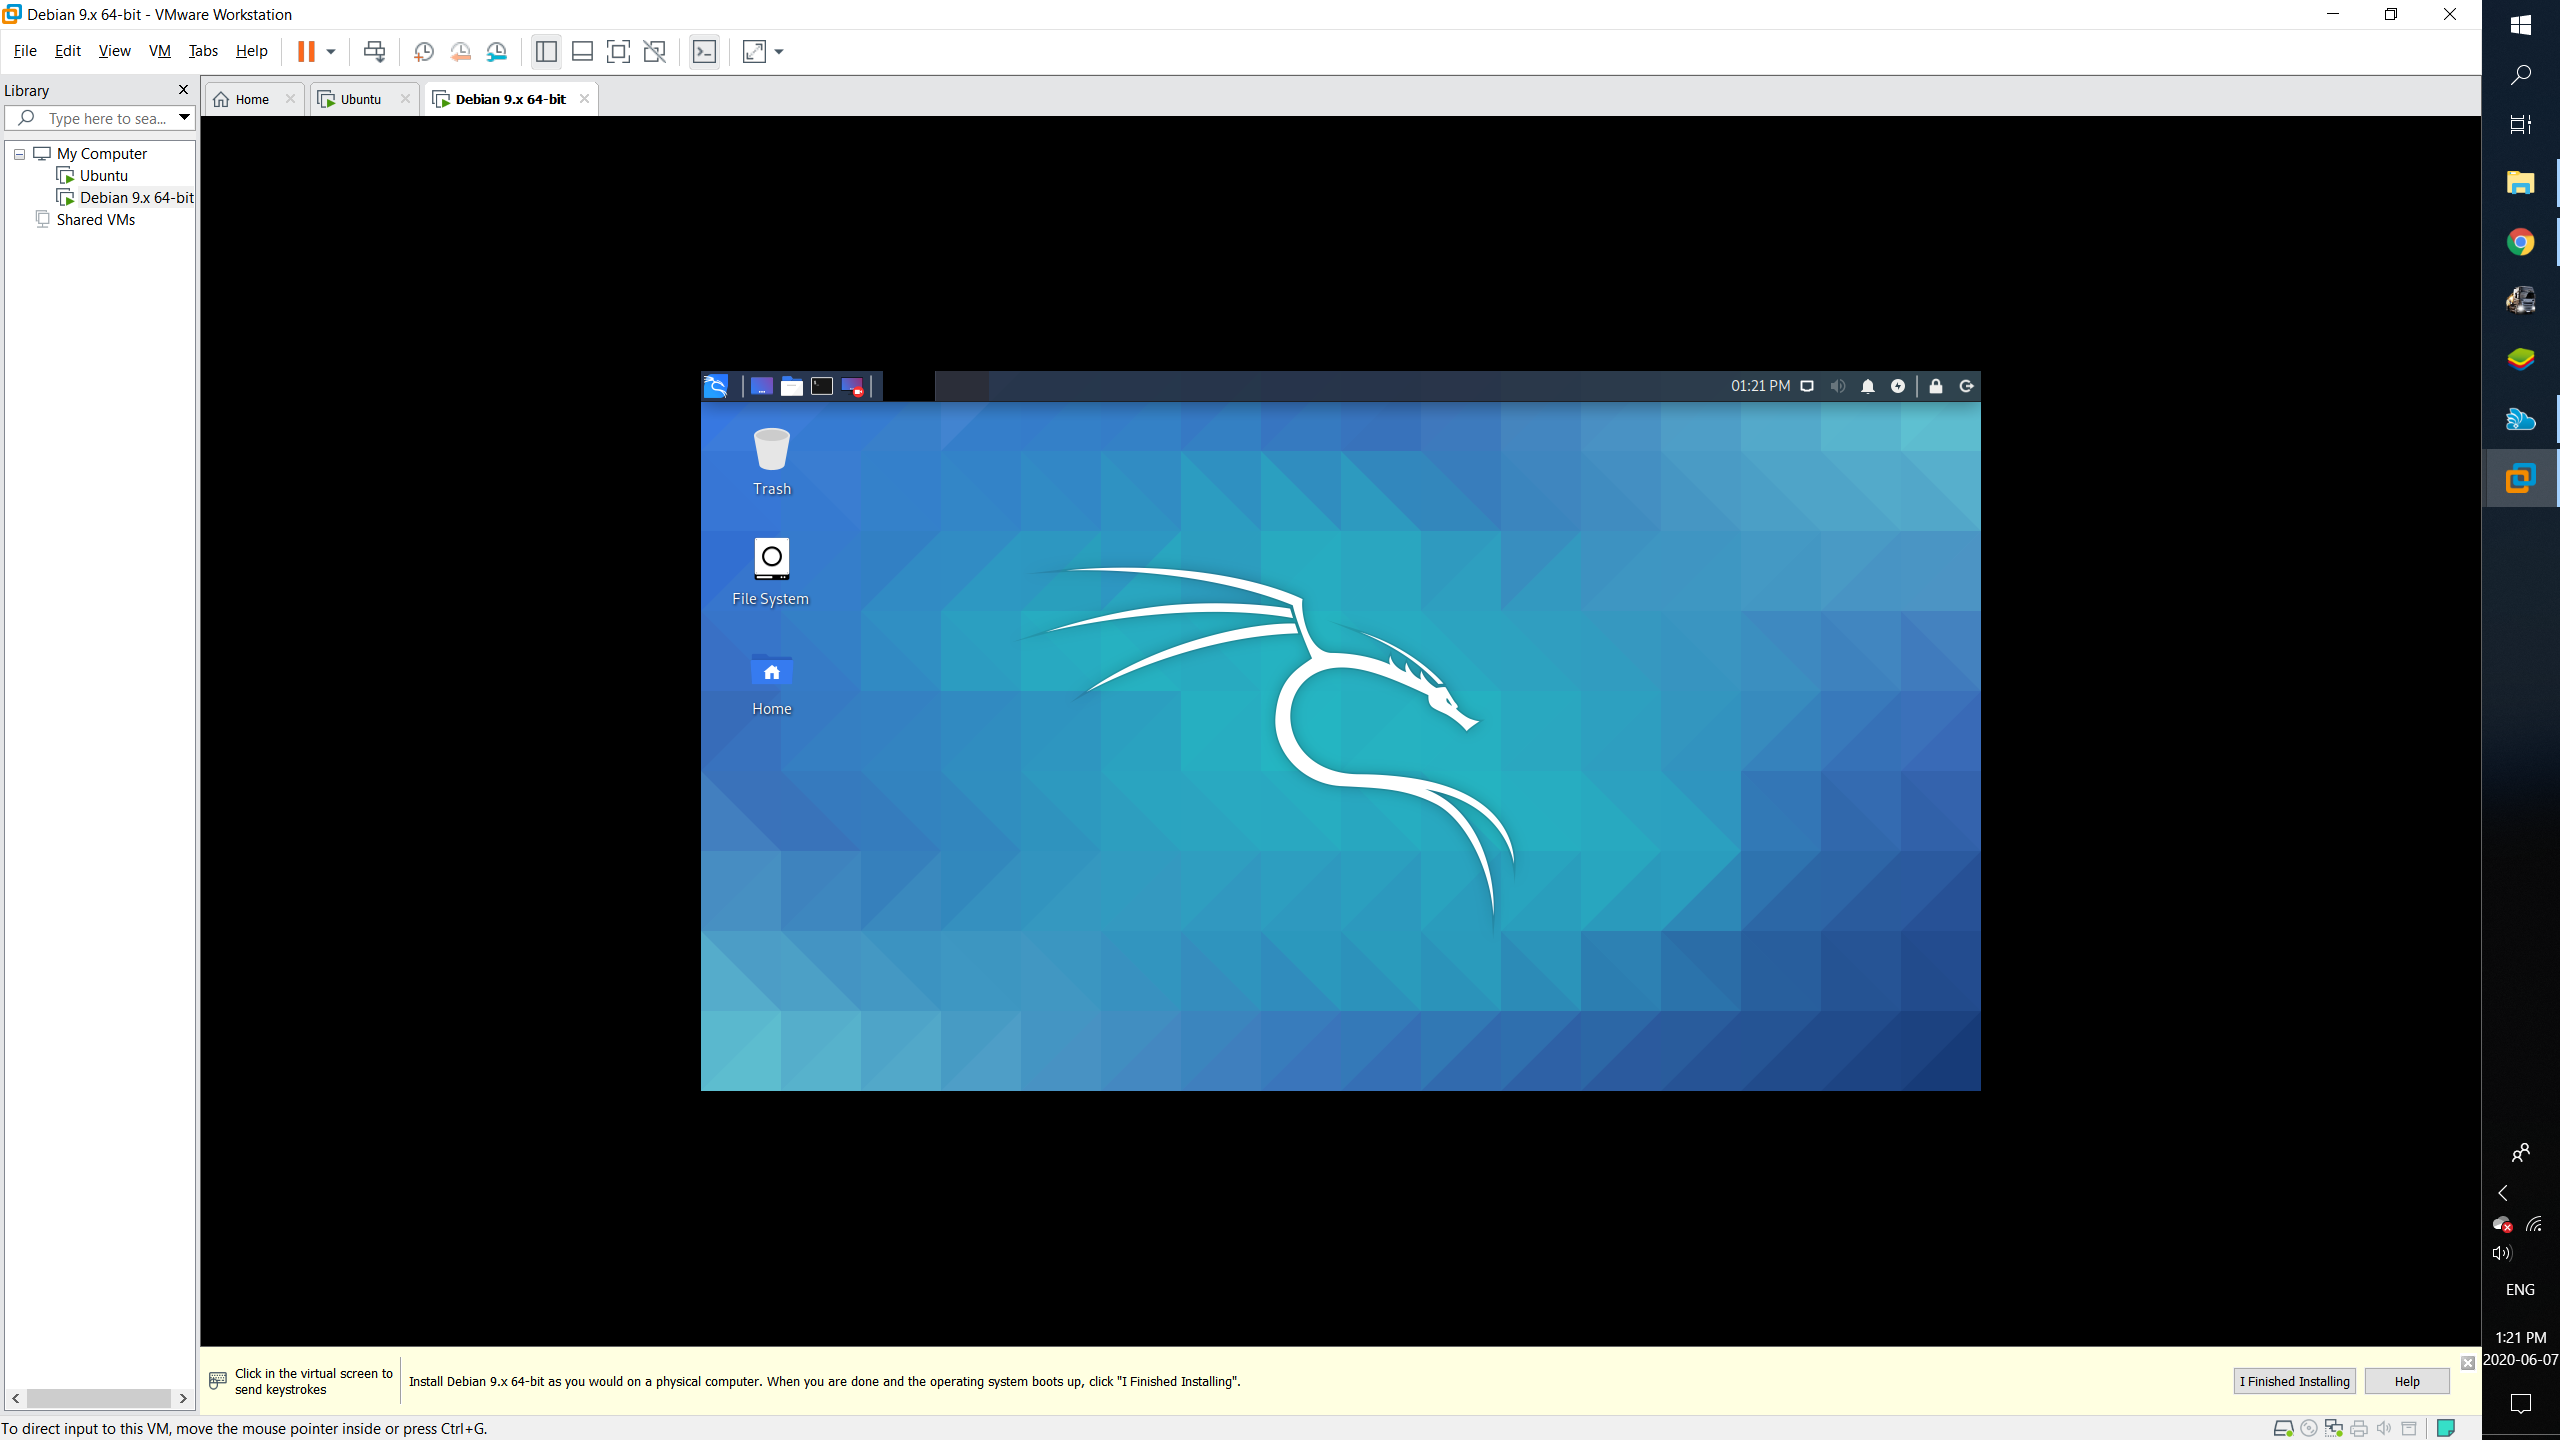 Debian 9.x 64-bit - VMware Workstation
File Edit View VM Tabs Help
Library
Type here to sea...
My Computer
Ubuntu
Debian 9.x 64-bit
Shared VMs
Home Ubuntu Debian 9.x 64-bit
01:21 PM
Trash
File System
Home
Click in the virtual screen to
send keystrokes
Install Debian 9.x 64-bit as you would on a physical computer. When you are done and the operating system boots up, click "I Finished Installing".
I Finished Installing Help
To direct input to this VM, move the mouse pointer inside or press Ctrl+G.
ENG
1:21 PM
2020-06-07